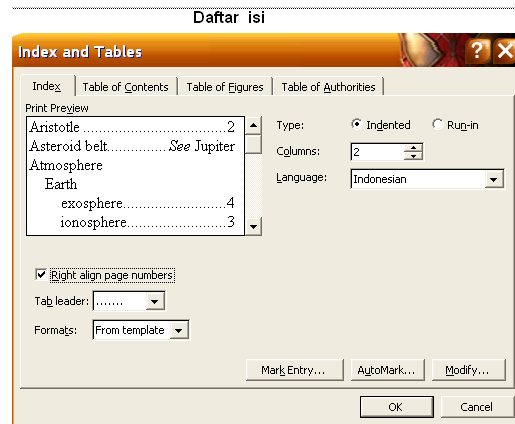 Daftar isi
Index and Tables
Index Table of Contents Table of Figures Table of Authorities
Print Preview
Aristotle ....................................2
Asteroid belt.................See Jupiter
Atmosphere
Earth
exosphere..........................4
ionosphere.........................3
Type: Indented Run-in
Columns: 2
Language: Indonesian
Right align page numbers
Tab leader: .......
Formats: From template
Mark Entry... AutoMark... Modify...
OK Cancel